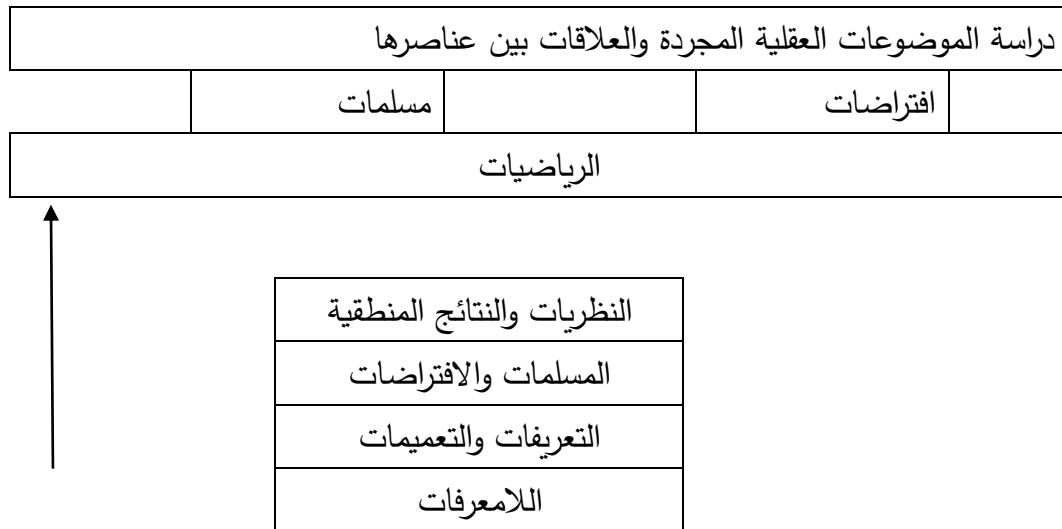 دراسة الموضوعات العقلية المجردة والعلاقات بين عناصرها
افتراضات مسلمات
الرياضيات
النظريات والنتائج المنطقية
المسلمات والافتراضات
التعريفات والتعميمات
اللامعرفات